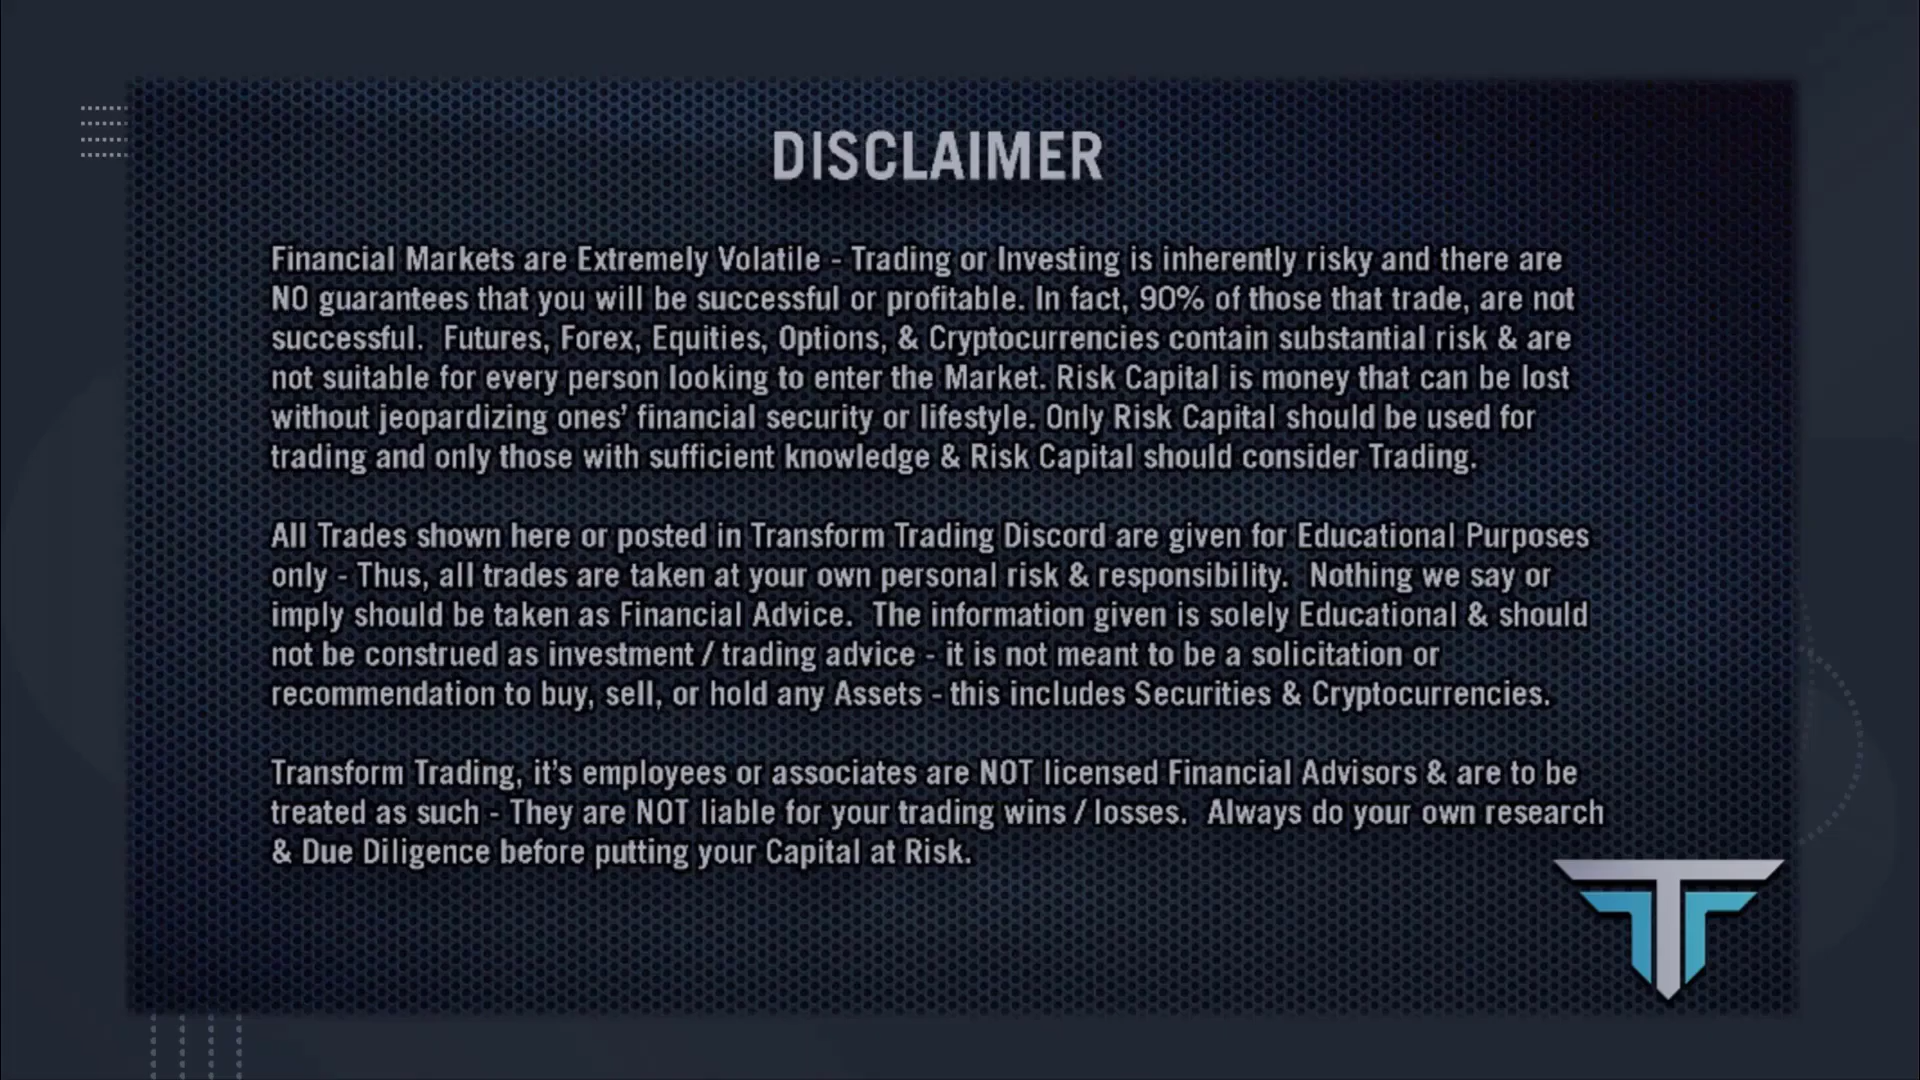 DISCLAIMER
Financial Markets are Extremely Volatile - Trading or Investing is inherently risky and there are
NO guarantees that you will be successful or profitable. In fact, 90% of those that trade, are not
successful.  Futures, Forex, Equities, Options, & Cryptocurrencies contain substantial risk & are
not suitable for every person looking to enter the Market. Risk Capital is money that can be lost
without jeopardizing ones’ financial security or lifestyle. Only Risk Capital should be used for
trading and only those with sufficient knowledge & Risk Capital should consider Trading.
All Trades shown here or posted in Transform Trading Discord are given for Educational Purposes
only - Thus, all trades are taken at your own personal risk & responsibility.  Nothing we say or
imply should be taken as Financial Advice.  The information given is solely Educational & should
not be construed as investment / trading advice - it is not meant to be a solicitation or
recommendation to buy, sell, or hold any Assets - this includes Securities & Cryptocurrencies.
Transform Trading, it’s employees or associates are NOT licensed Financial Advisors & are to be
treated as such - They are NOT liable for your trading wins / losses.  Always do your own research
& Due Diligence before putting your Capital at Risk.